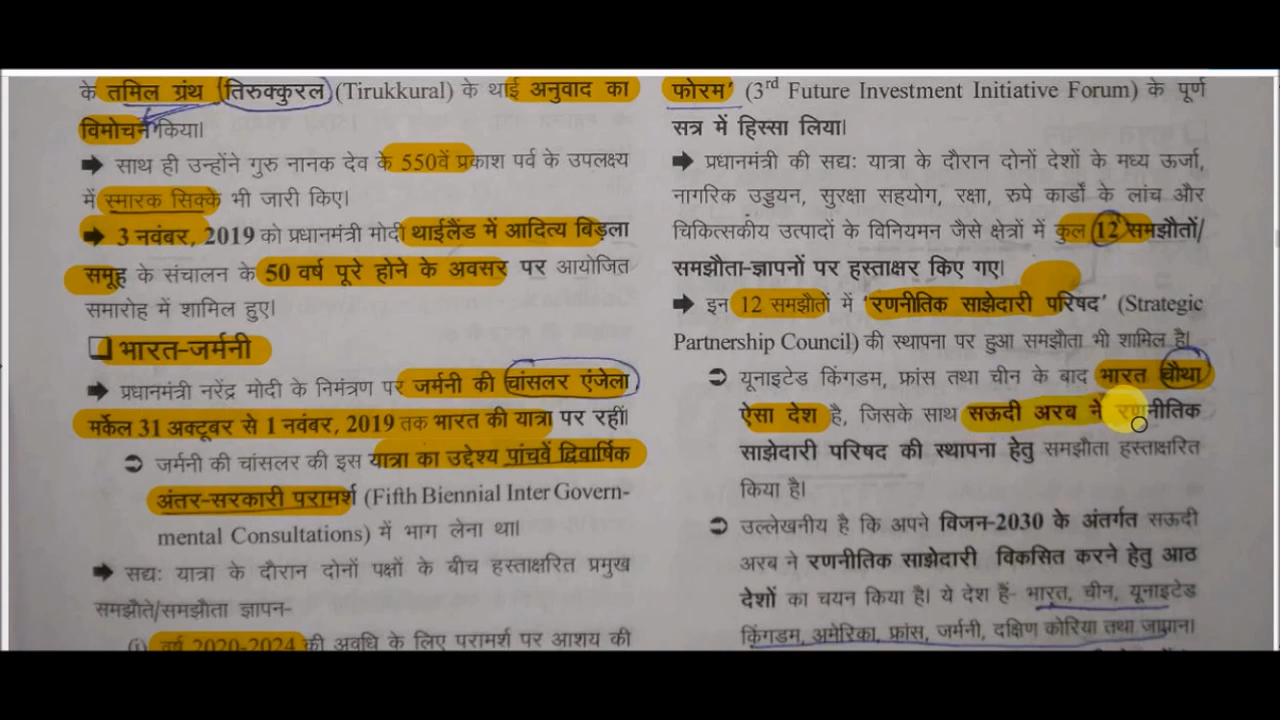 के तमिल ग्रंथ तिरुक्कुरल (Tirukkural) के थाई अनुवाद का
विमोचन किया।
➡ साथ ही उन्होंने गुरु नानक देव के 550वें प्रकाश पर्व के उपलक्ष्य
में स्मारक सिक्के भी जारी किए।
➡ 3 नवंबर, 2019 को प्रधानमंत्री मोदी थाईलैंड में आदित्य बिड़ला
समूह के संचालन के 50 वर्ष पूरे होने के अवसर पर आयोजित
समारोह में शामिल हुए।
❑ भारत-जर्मनी
➡ प्रधानमंत्री नरेंद्र मोदी के निमंत्रण पर जर्मनी की चांसलर एंजेला
मर्केल 31 अक्टूबर से 1 नवंबर, 2019 तक भारत की यात्रा पर रहीं।
⊃ जर्मनी की चांसलर की इस यात्रा का उद्देश्य पांचवें द्विवार्षिक
अंतर-सरकारी परामर्श (Fifth Biennial Inter Govern-
mental Consultations) में भाग लेना था।
➡ सद्यः यात्रा के दौरान दोनों पक्षों के बीच हस्ताक्षरित प्रमुख
समझौते/समझौता ज्ञापन-
(i) वर्ष 2020-2024 की अवधि के लिए परामर्श पर आशय की
फोरम' (3rd Future Investment Initiative Forum) के पूर्ण
सत्र में हिस्सा लिया।
➡ प्रधानमंत्री की सद्यः यात्रा के दौरान दोनों देशों के मध्य ऊर्जा,
नागरिक उड्डयन, सुरक्षा सहयोग, रक्षा, रुपे कार्डों के लांच और
चिकित्सकीय उत्पादों के विनियमन जैसे क्षेत्रों में कुल 12 समझौतों/
समझौता-ज्ञापनों पर हस्ताक्षर किए गए।
➡ इन 12 समझौतों में 'रणनीतिक साझेदारी परिषद' (Strategic
Partnership Council) की स्थापना पर हुआ समझौता भी शामिल है।
⊃ यूनाइटेड किंगडम, फ्रांस तथा चीन के बाद भारत चौथा
ऐसा देश है, जिसके साथ सऊदी अरब ने रणनीतिक
साझेदारी परिषद की स्थापना हेतु समझौता हस्ताक्षरित
किया है।
⊃ उल्लेखनीय है कि अपने विजन-2030 के अंतर्गत सऊदी
अरब ने रणनीतिक साझेदारी विकसित करने हेतु आठ
देशों का चयन किया है। ये देश हैं- भारत, चीन, यूनाइटेड
किंगडम, अमेरिका, फ्रांस, जर्मनी, दक्षिण कोरिया तथा जापान।